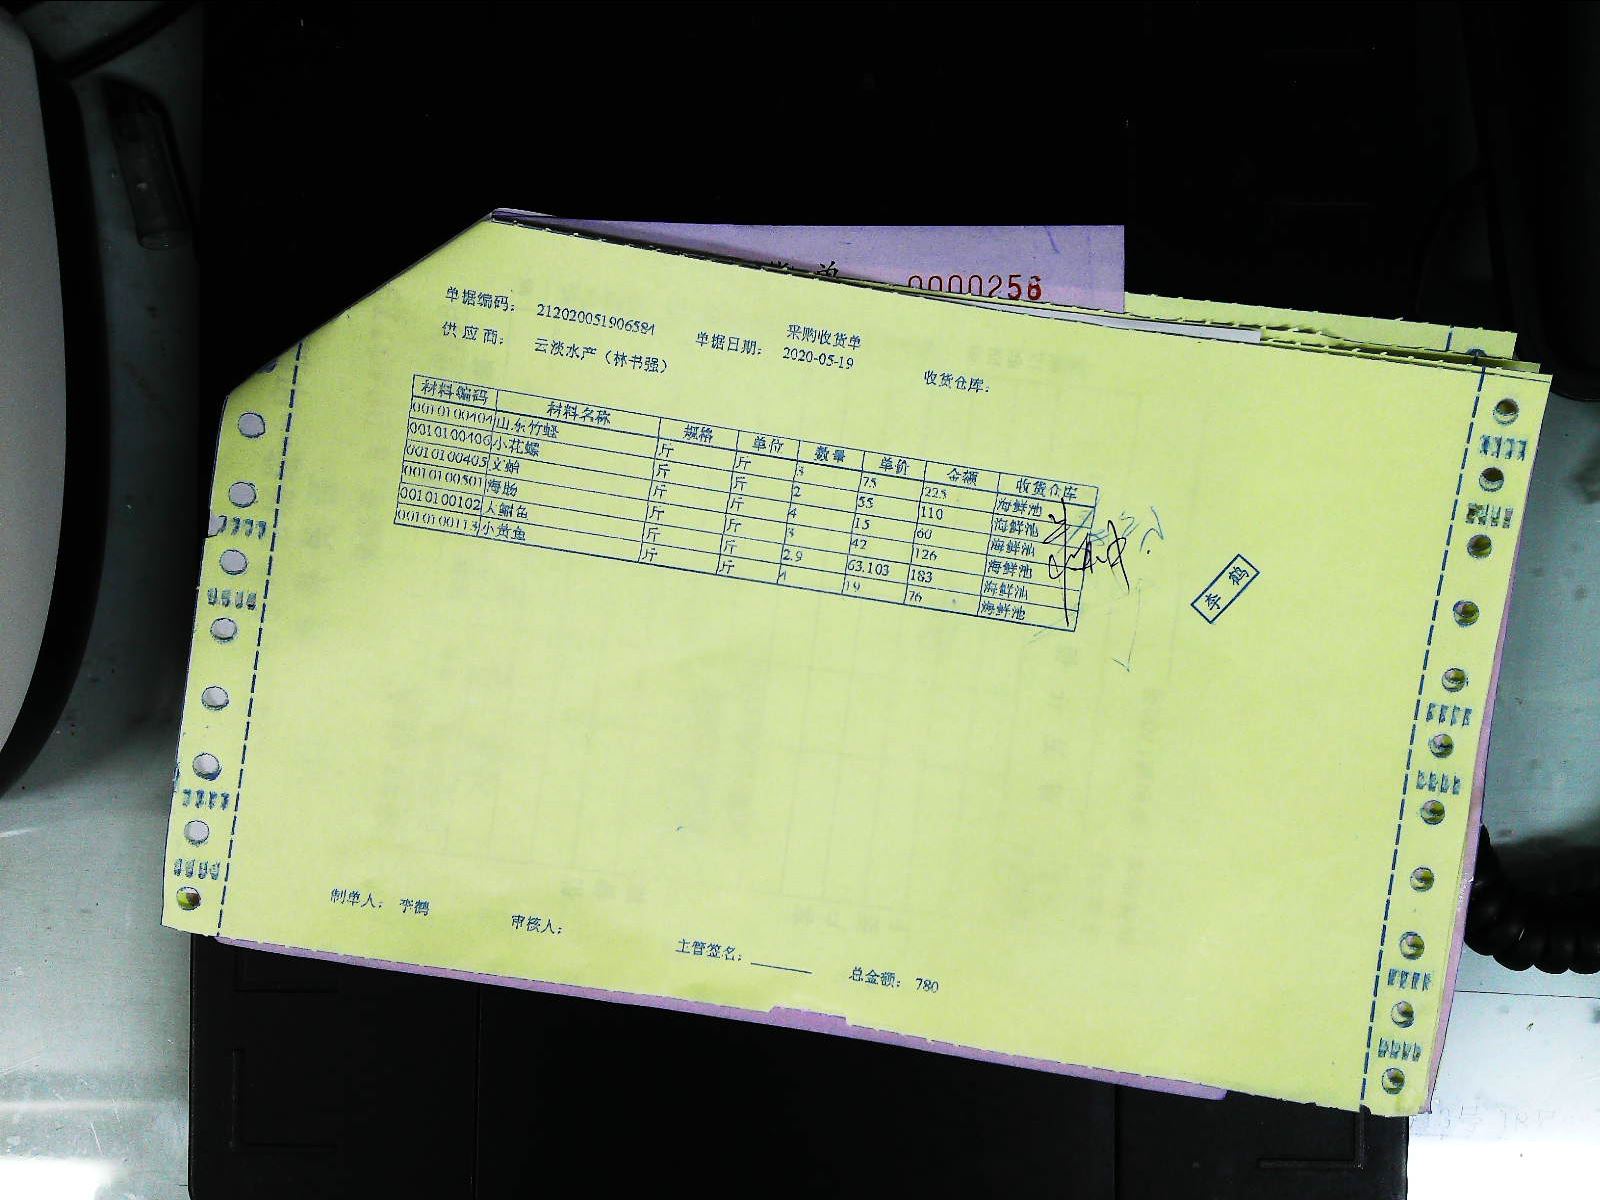 0000256
采购收货单
单据编码： 212020051906584 单据日期： 2020-05-19 收货仓库：
供应商： 云淡水产（林书强）
材料编码 材料名称 规格 单位 数量 单价 金额 收货仓库
0010100404 山东竹蛏 斤 斤 3 75 225 海鲜池
0010100406 小花螺 斤 斤 2 55 110 海鲜池
0010100405 文蛤 斤 斤 4 15 60 海鲜池
0010100501 海肠 斤 斤 3 42 126 海鲜池
0010100102 斤 斤 2.9 63.103 183 海鲜池
0010100113 小黄鱼 斤 斤 4 19 76 海鲜池
李鹤
制单人： 李鹤 审核人： 主管签名： 总金额： 780